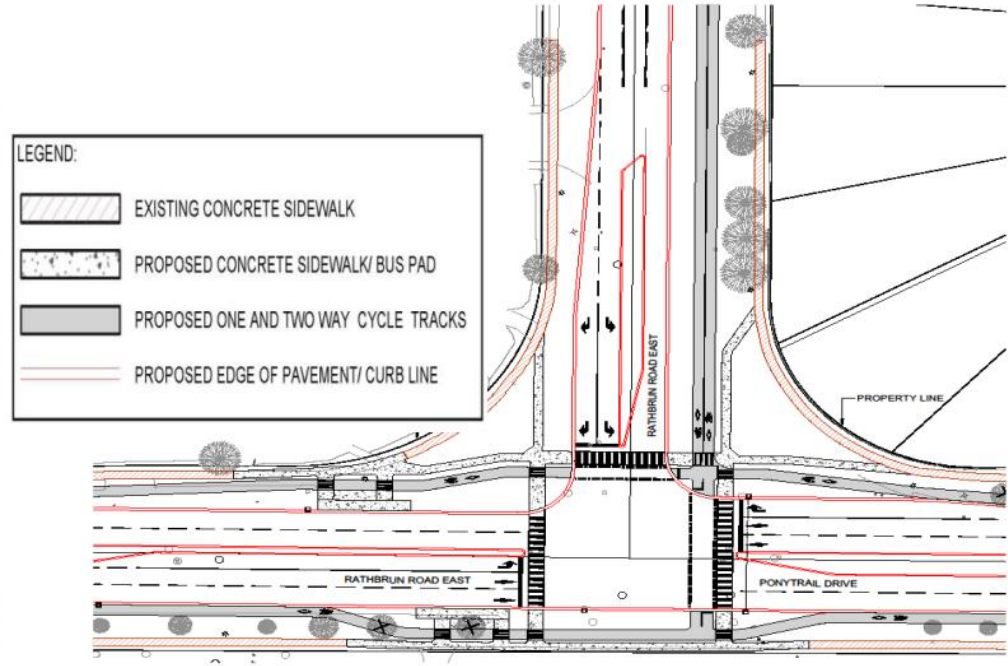 LEGEND:
EXISTING CONCRETE SIDEWALK
PROPOSED CONCRETE SIDEWALK/ BUS PAD
PROPOSED ONE AND TWO WAY CYCLE TRACKS
PROPOSED EDGE OF PAVEMENT/ CURB LINE
RATHBRUN ROAD EAST
PROPERTY LINE
RATHBRUN ROAD EAST
PONYTRAIL DRIVE